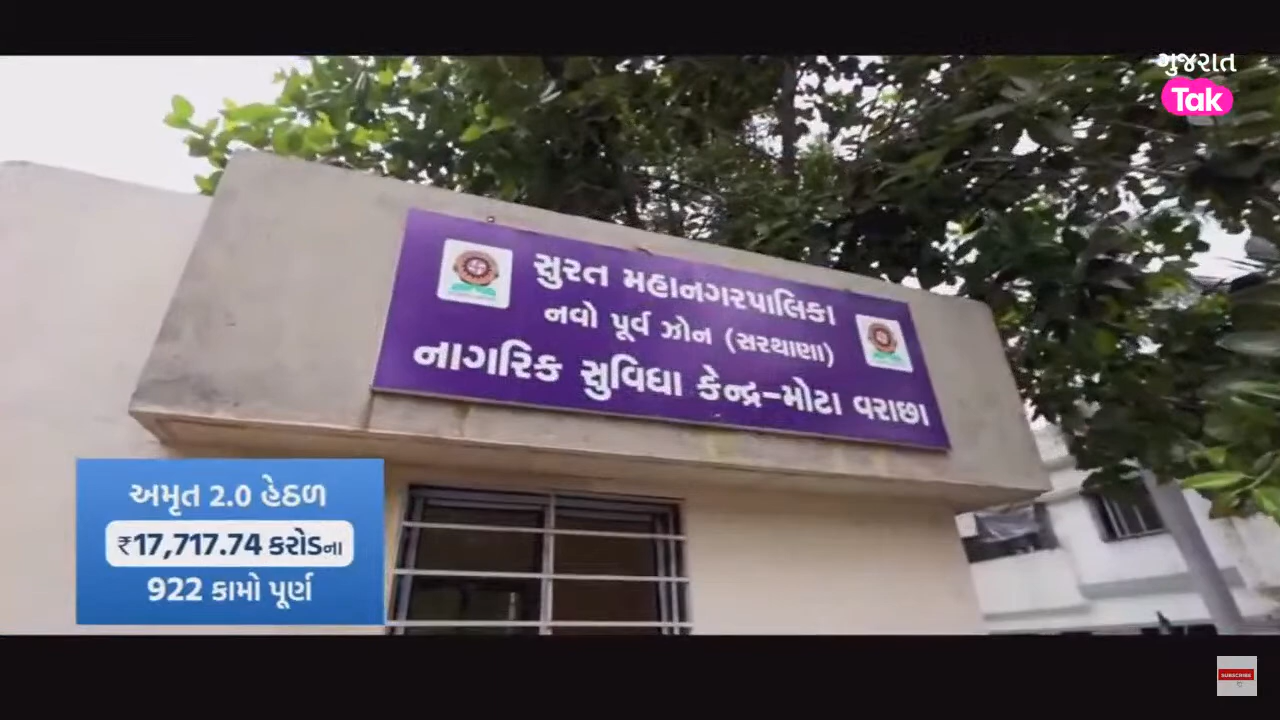 ગુજરાત
Tak
સુરત મહાનગરપાલિકા
નવો પૂર્વ ઝોન (સરથાણા)
નાગરિક સુવિધા કેન્દ્ર-મોટા વરાછા
અમૃત 2.0 હેઠળ
₹17,717.74 કરોડના
922 કામો પૂર્ણ
SUBSCRIBE